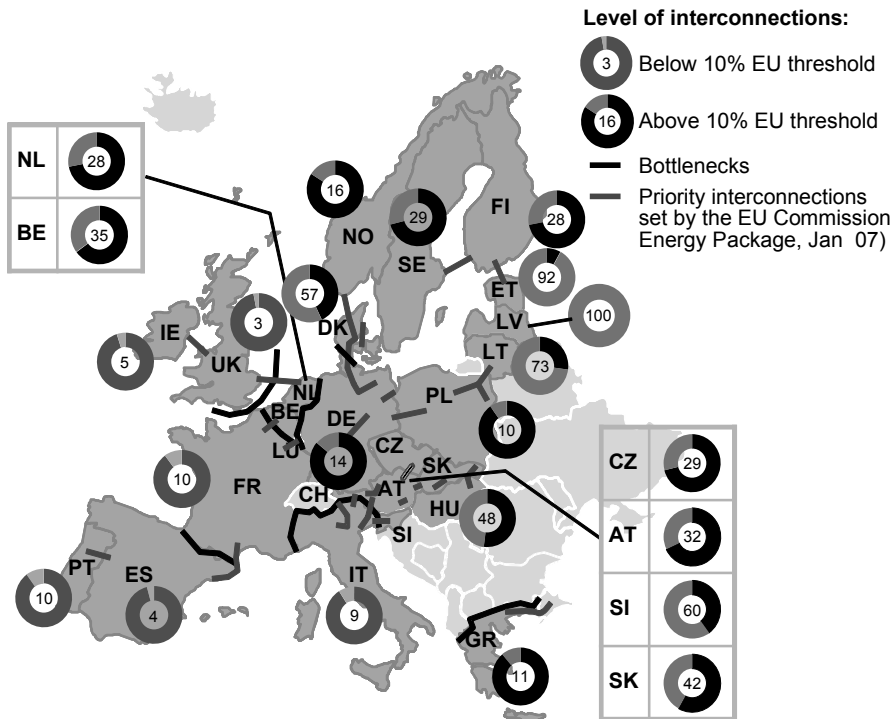 Level of interconnections:
3 Below 10% EU threshold
16 Above 10% EU threshold
Bottlenecks
Priority interconnections
set by the EU Commission
Energy Package, Jan 07)
NL 28
BE 35
16
NO
29
SE
FI
28
ET
92
LV
100
LT
73
57
DK
3
IE
5
UK
NL
BE
LU
DE
14
PL
10
CZ
SK
AT
CH
HU
48
SI
FR
10
PT
10
ES
4
IT
9
GR
11
CZ 29
AT 32
SI 60
SK 42